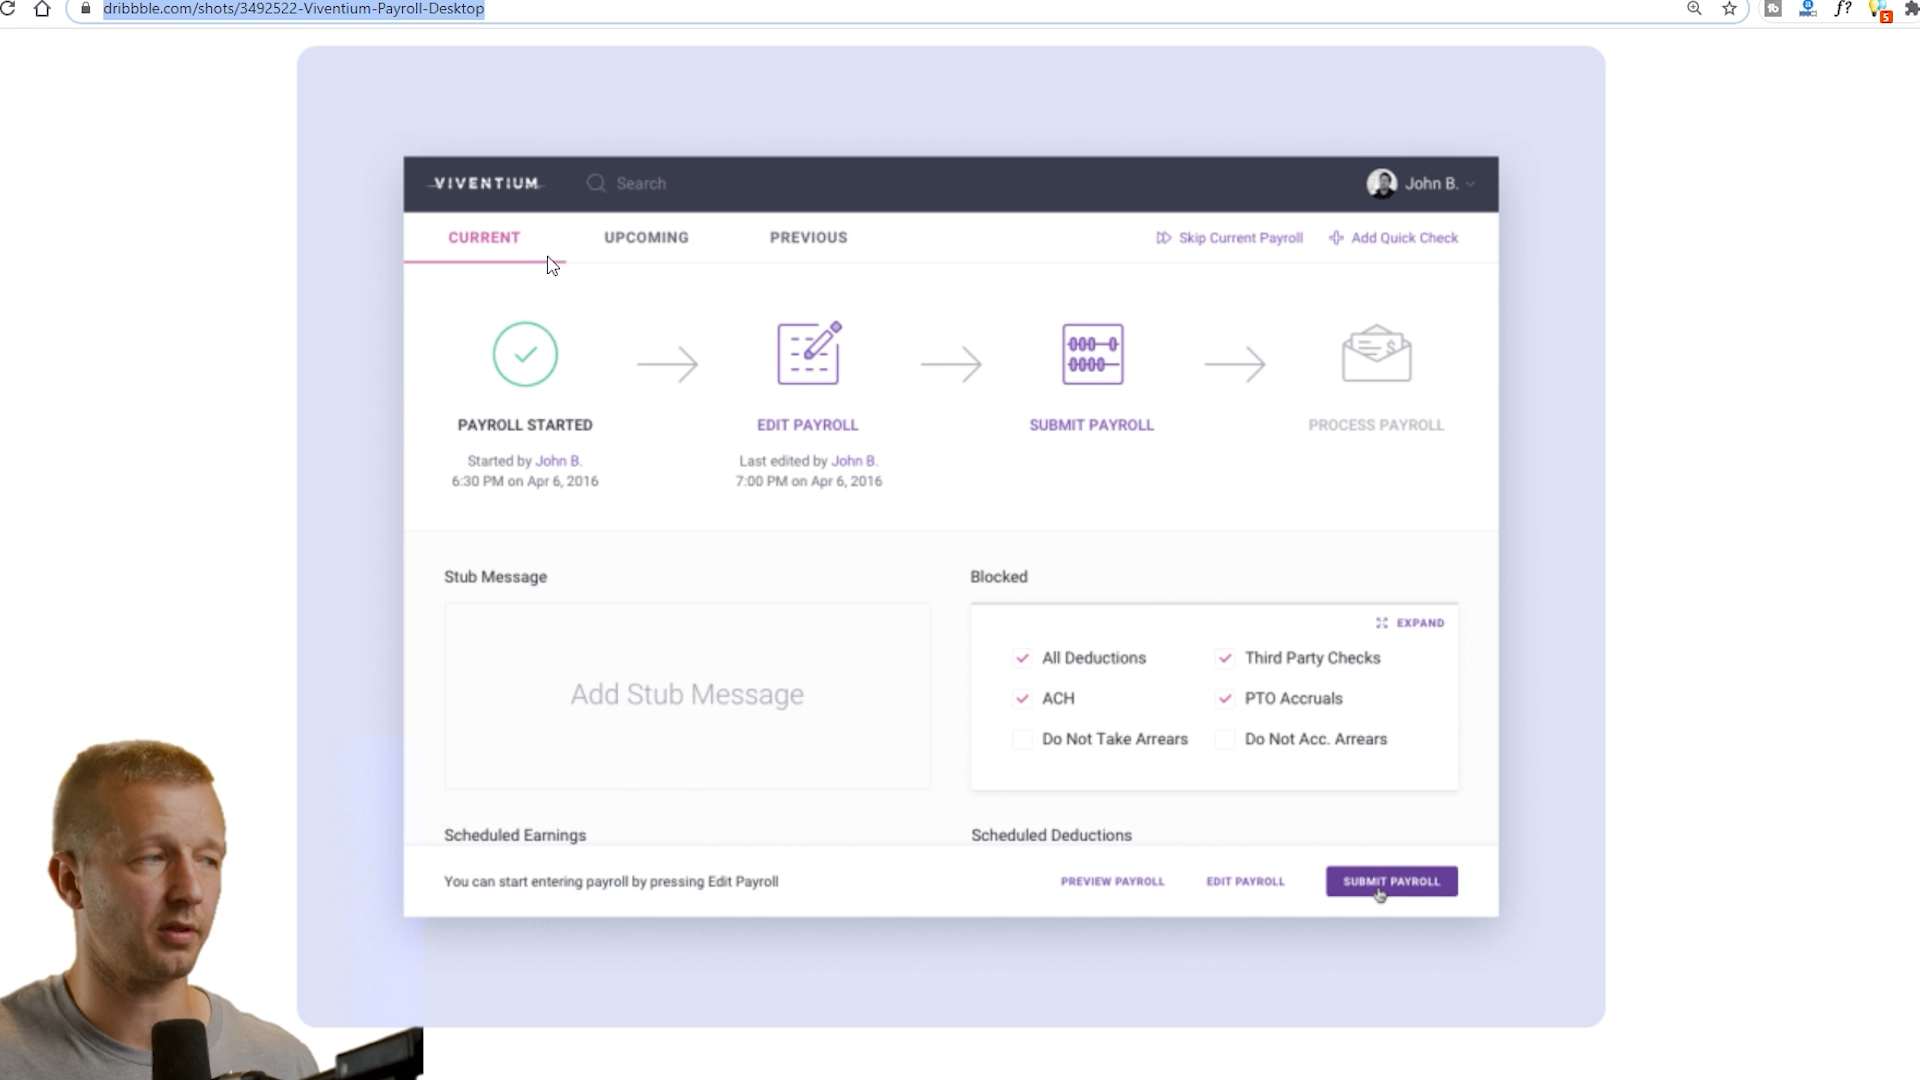 dribbble.com/shots/3492522-Viventium-Payroll-Desktop
tb
f?
5
VIVENTIUM
Search
John B.
CURRENT
UPCOMING
PREVIOUS
Skip Current Payroll
Add Quick Check
$
PAYROLL STARTED
EDIT PAYROLL
SUBMIT PAYROLL
PROCESS PAYROLL
Started by John B.
6:30 PM on Apr 6, 2016
Last edited by John B.
7:00 PM on Apr 6, 2016
Stub Message
Add Stub Message
Blocked
EXPAND
All Deductions
Third Party Checks
ACH
PTO Accruals
Do Not Take Arrears
Do Not Acc. Arrears
Scheduled Earnings
Scheduled Deductions
You can start entering payroll by pressing Edit Payroll
PREVIEW PAYROLL
EDIT PAYROLL
SUBMIT PAYROLL